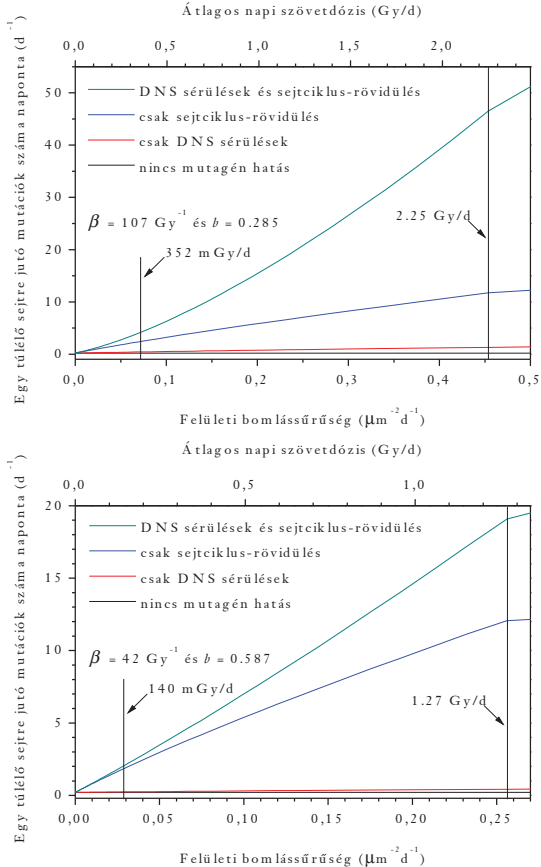 Átlagos napi szövetdózis (Gy/d)
0,0 0,5 1,0 1,5 2,0
Egy túlélő sejtre jutó mutációk száma naponta (d⁻¹)
50
40
30
20
10
0
DNS sérülések és sejtciklus-rövidülés
csak sejtciklus-rövidülés
csak DNS sérülések
nincs mutagén hatás
β = 107 Gy⁻¹ és b = 0.285
2.25 Gy/d
352 mGy/d
0,0 0,1 0,2 0,3 0,4 0,5
Felületi bomlássűrűség (μm⁻²d⁻¹)
Átlagos napi szövetdózis (Gy/d)
0,0 0,5 1,0
Egy túlélő sejtre jutó mutációk száma naponta (d⁻¹)
20
15
10
5
0
DNS sérülések és sejtciklus-rövidülés
csak sejtciklus-rövidülés
csak DNS sérülések
nincs mutagén hatás
β = 42 Gy⁻¹ és b = 0.587
140 mGy/d
1.27 Gy/d
0,00 0,05 0,10 0,15 0,20 0,25
Felületi bomlássűrűség (μm⁻²d⁻¹)